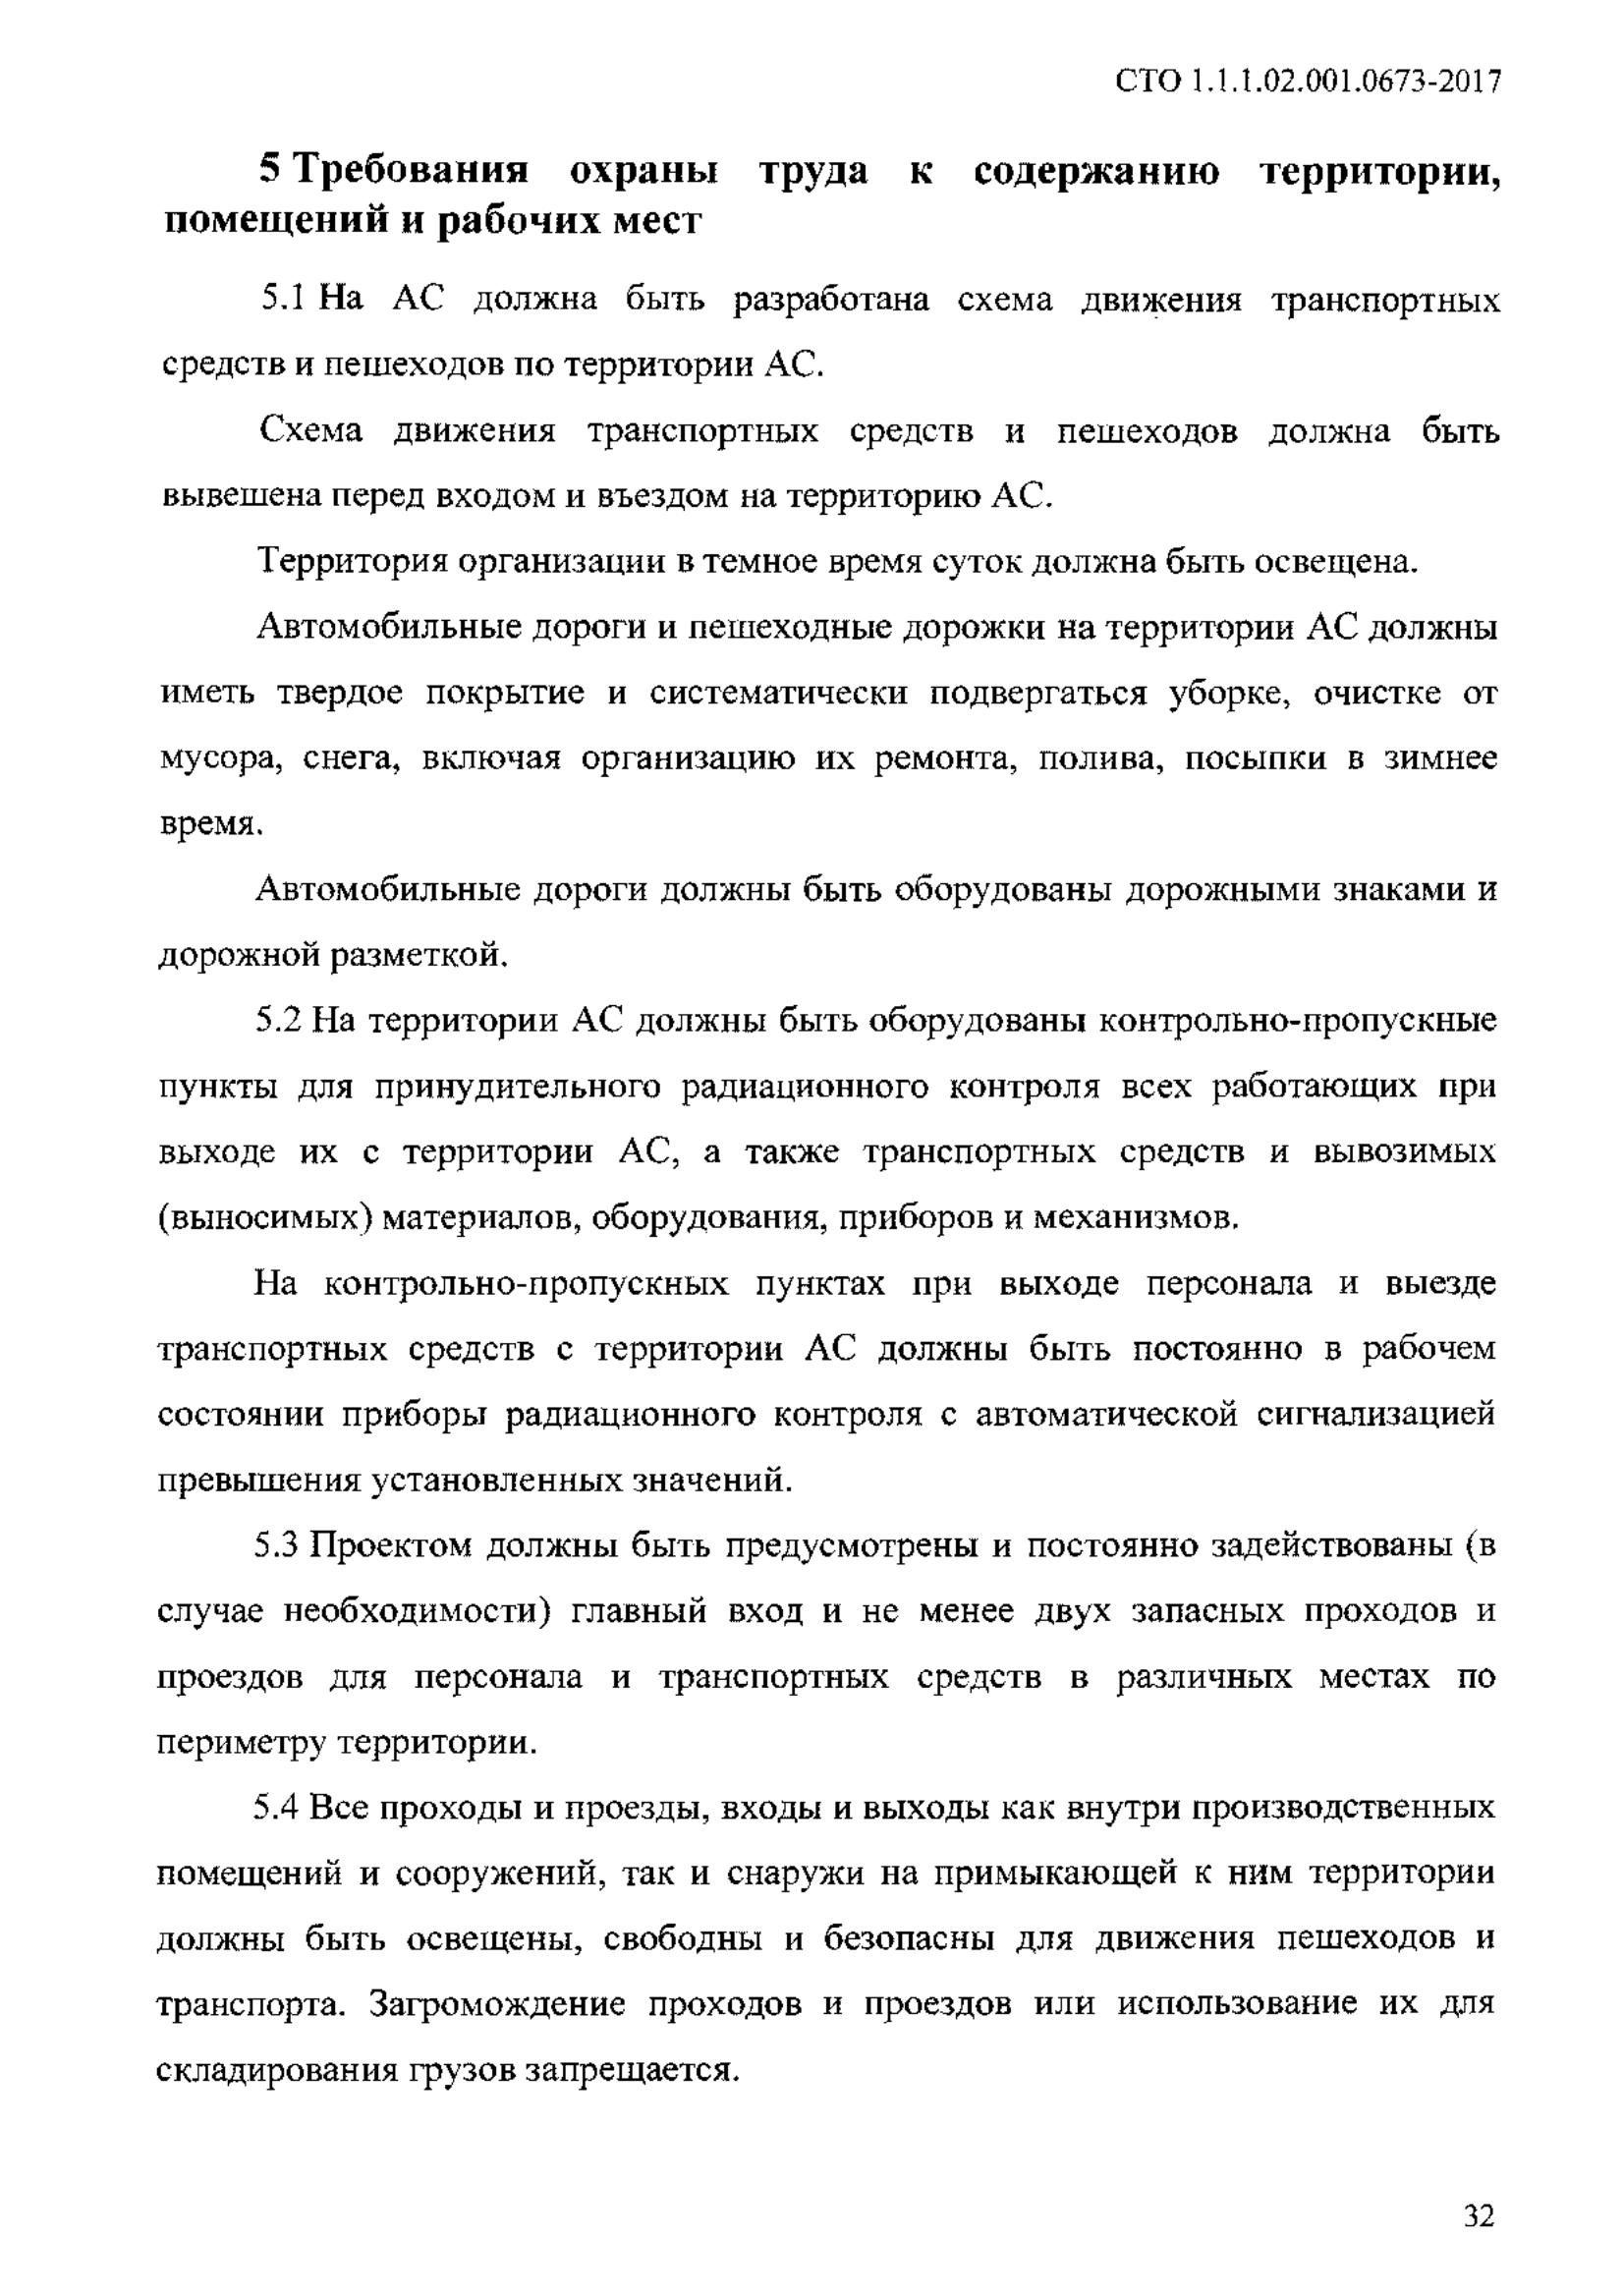 СТО 1.1.1.02.001.0673-2017
5 Требования охраны труда к содержанию территории,
помещений и рабочих мест
5.1 На АС должна быть разработана схема движения транспортных
средств и пешеходов по территории АС.
Схема движения транспортных средств и пешеходов должна быть
вывешена перед входом и въездом на территорию АС.
Территория организации в темное время суток должна быть освещена.
Автомобильные дороги и пешеходные дорожки на территории АС должны
иметь твердое покрытие и систематически подвергаться уборке, очистке от
мусора, снега, включая организацию их ремонта, полива, посыпки в зимнее
время.
Автомобильные дороги должны быть оборудованы дорожными знаками и
дорожной разметкой.
5.2 На территории АС должны быть оборудованы контрольно-пропускные
пункты для принудительного радиационного контроля всех работающих при
выходе их с территории АС, а также транспортных средств и вывозимых
(выносимых) материалов, оборудования, приборов и механизмов.
На контрольно-пропускных пунктах при выходе персонала и выезде
транспортных средств с территории АС должны быть постоянно в рабочем
состоянии приборы радиационного контроля с автоматической сигнализацией
превышения установленных значений.
5.3 Проектом должны быть предусмотрены и постоянно задействованы (в
случае необходимости) главный вход и не менее двух запасных проходов и
проездов для персонала и транспортных средств в различных местах по
периметру территории.
5.4 Все проходы и проезды, входы и выходы как внутри производственных
помещений и сооружений, так и снаружи на примыкающей к ним территории
должны быть освещены, свободны и безопасны для движения пешеходов и
транспорта. Загромождение проходов и проездов или использование их для
складирования грузов запрещается.
32